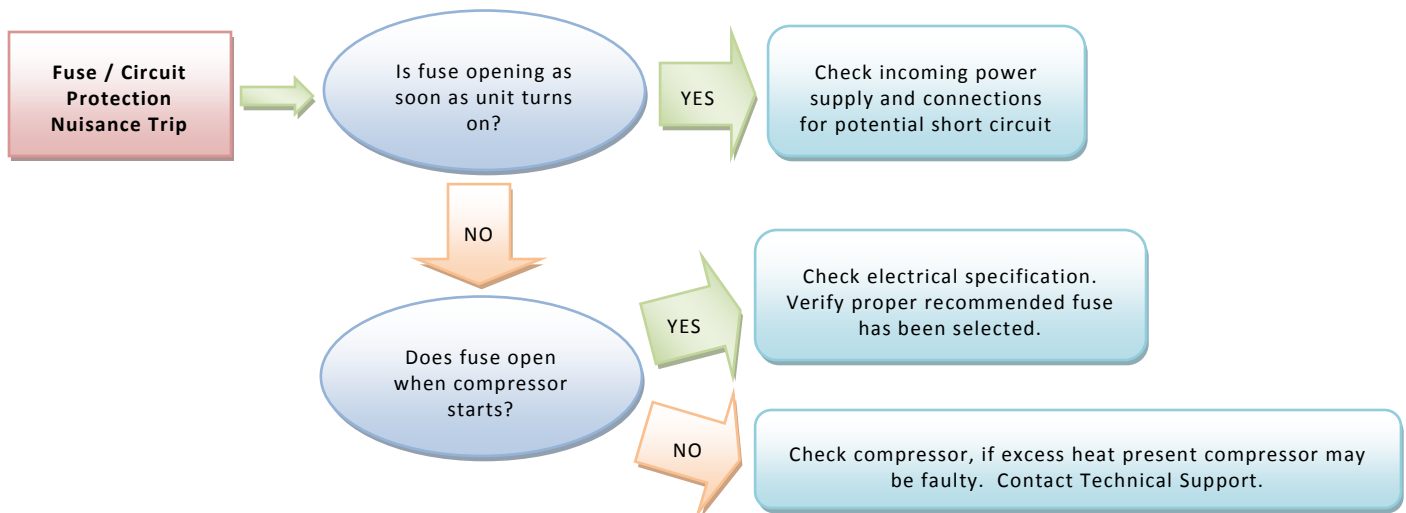 Fuse / Circuit
Protection
Nuisance Trip
Is fuse opening as
soon as unit turns
on?
YES
Check incoming power
supply and connections
for potential short circuit
NO
Does fuse open
when compressor
starts?
YES
Check electrical specification.
Verify proper recommended fuse
has been selected.
NO
Check compressor, if excess heat present compressor may
be faulty. Contact Technical Support.